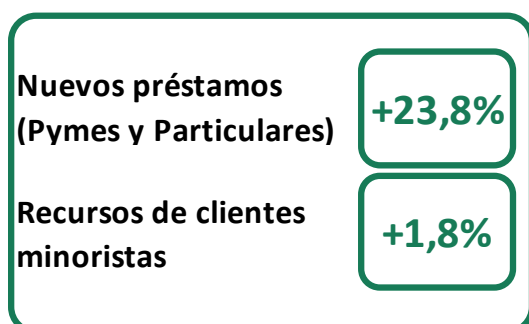 Nuevos préstamos
(Pymes y Particulares)
+23,8%
Recursos de clientes
minoristas
+1,8%